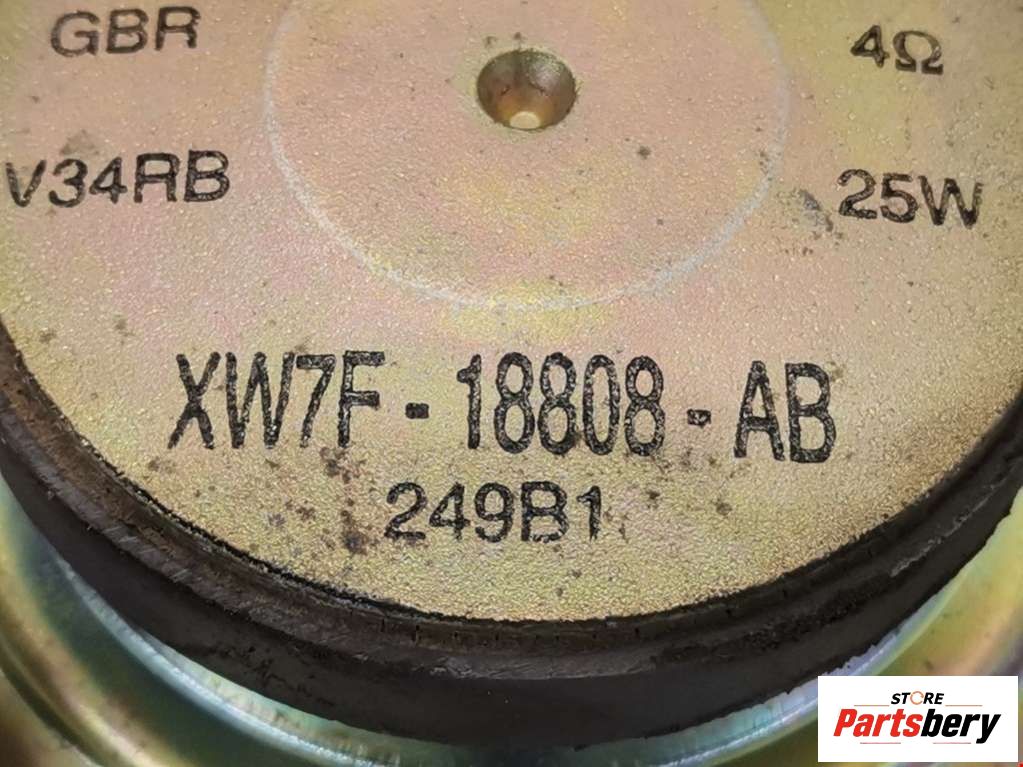 GBR
4Ω
V34RB
25W
XW7F-18808-AB
249B1
STORE
Partsbery